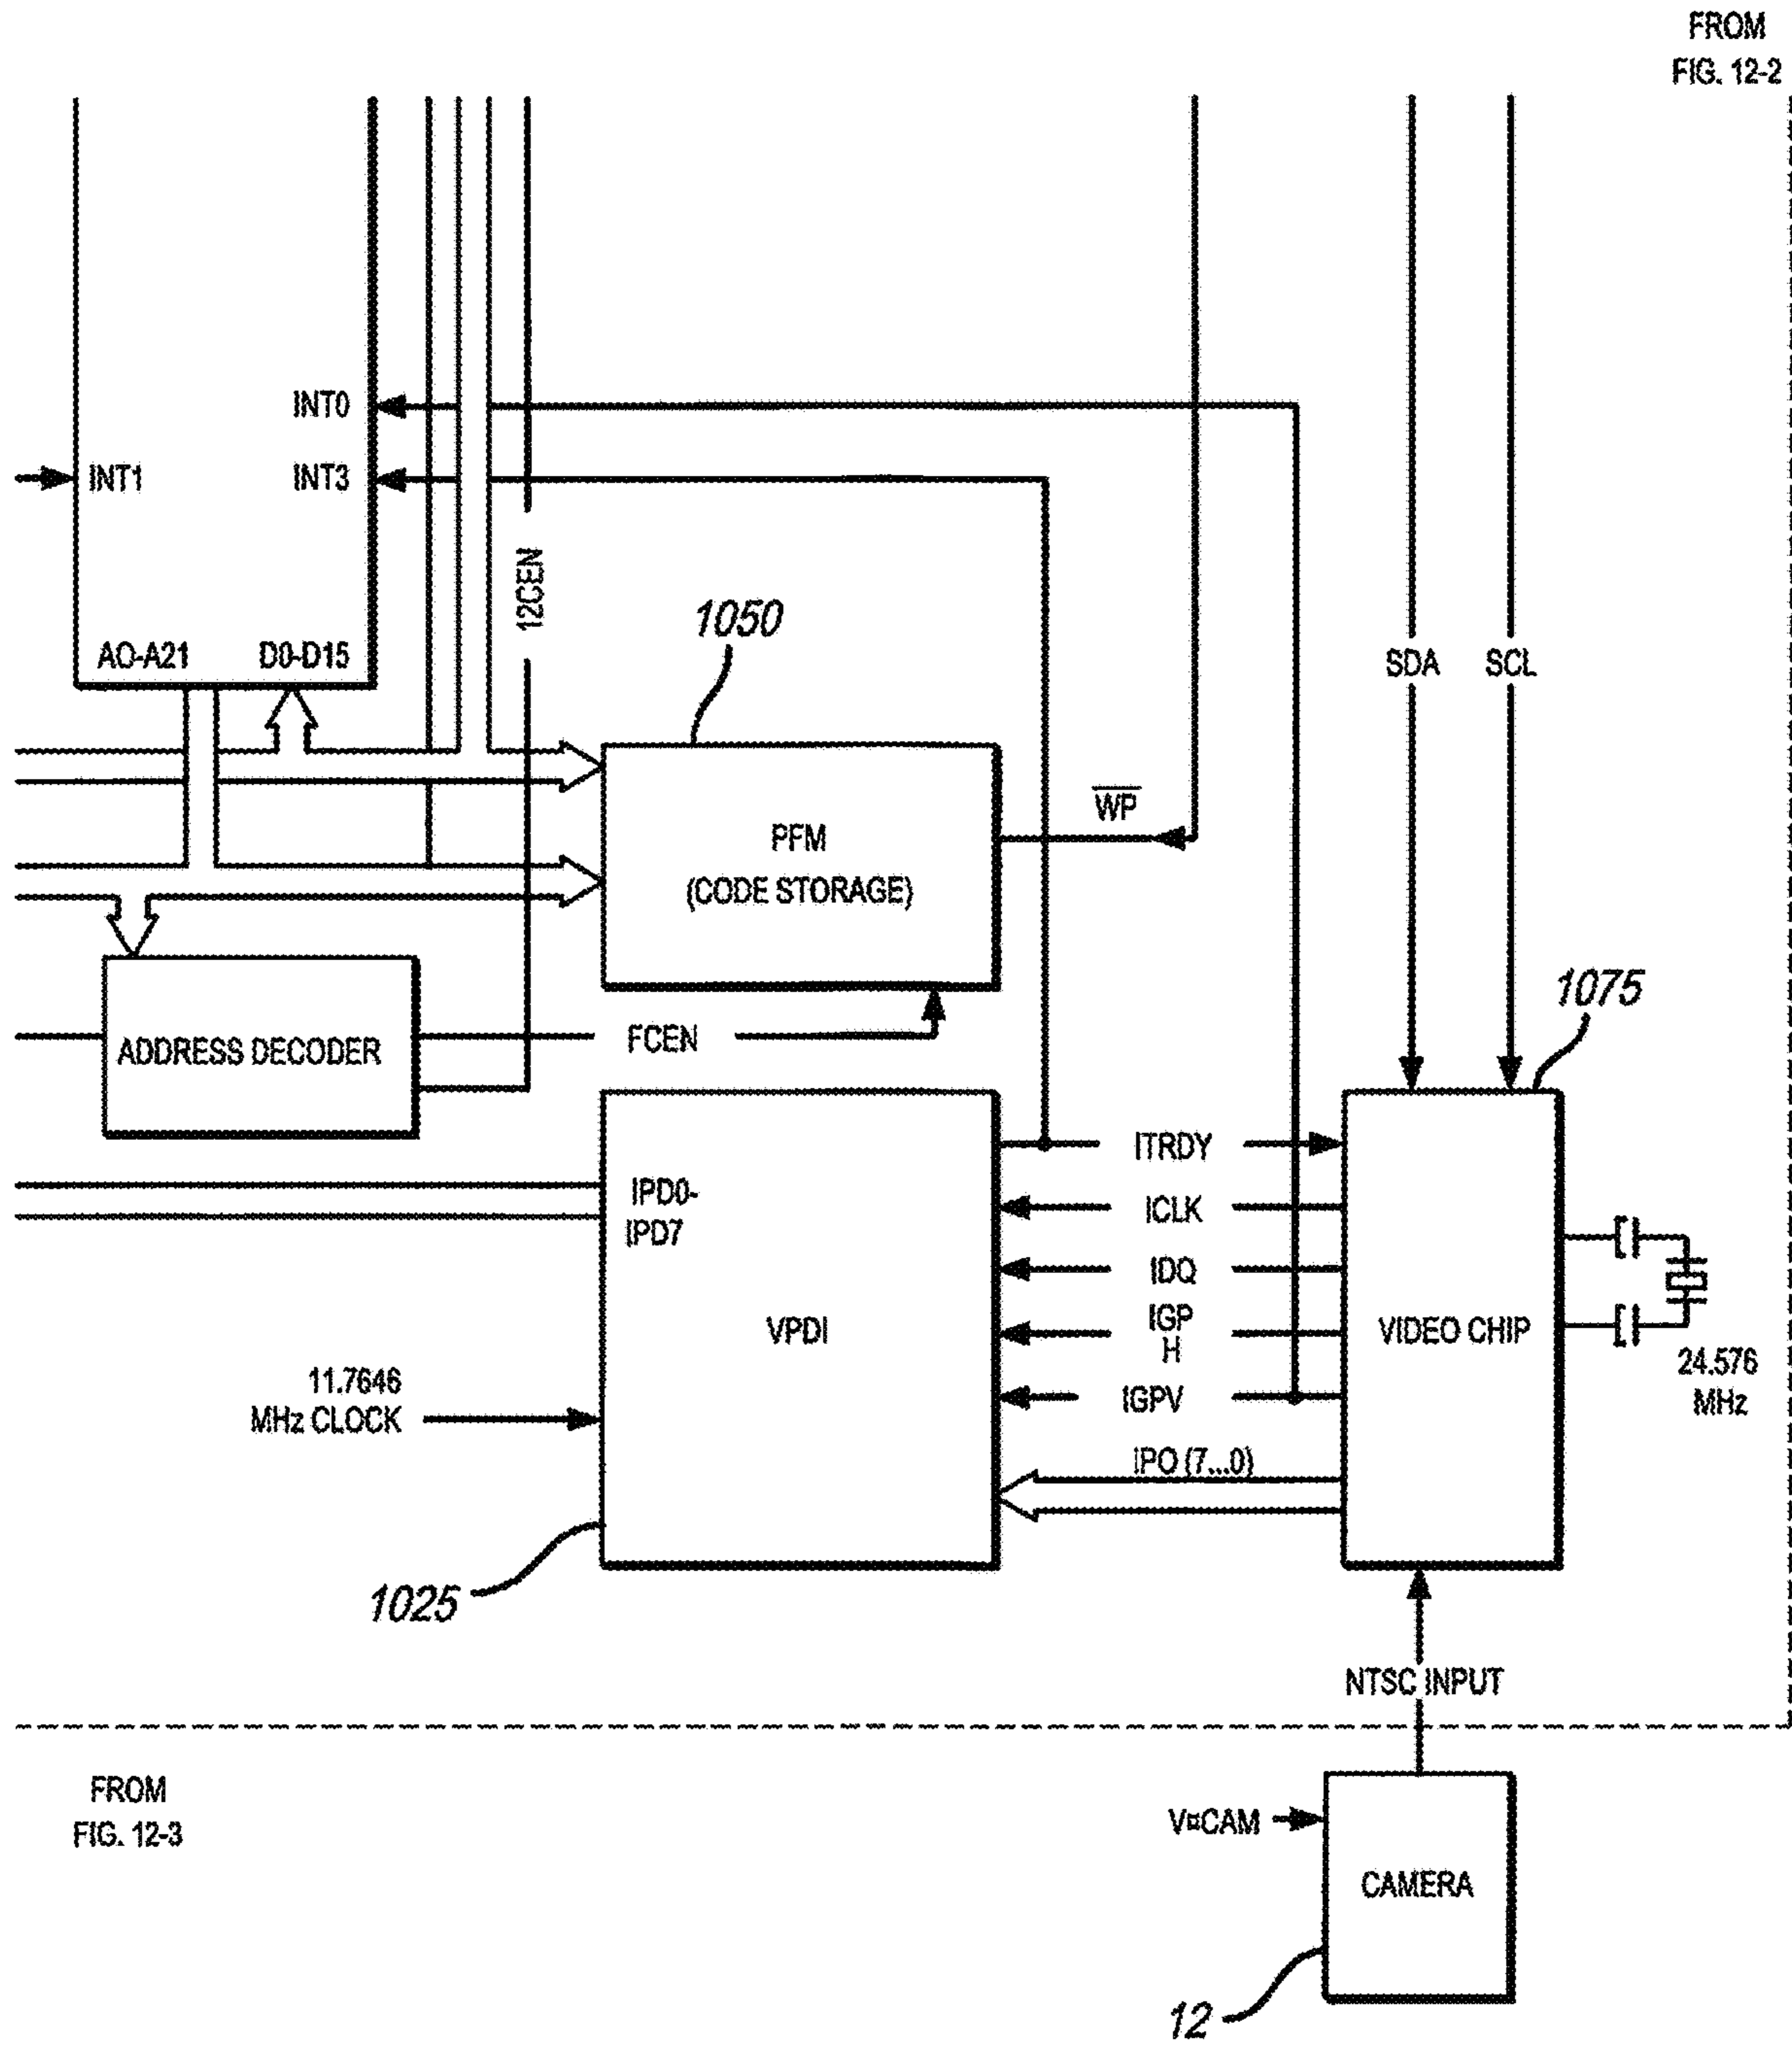 FROM
FIG. 12-2
INT0
INT1
INT3
12CEN
1050
AO-A21
D0-D15
SDA
SCL
WP
PFM
(CODE STORAGE)
1075
ADDRESS DECODER
FCEN
ITRDY
IPD0-
IPD7
ICLK
IDQ
IGP
H
VPDI
VIDEO CHIP
24.576
MHz
11.7646
MHz CLOCK
IGPV
IPO (7...0)
1025
NTSC INPUT
FROM
FIG. 12-3
V¤CAM
CAMERA
12